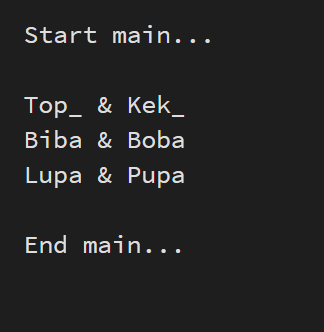 Start main...
Top_ & Kek_
Biba & Boba
Lupa & Pupa
End main...